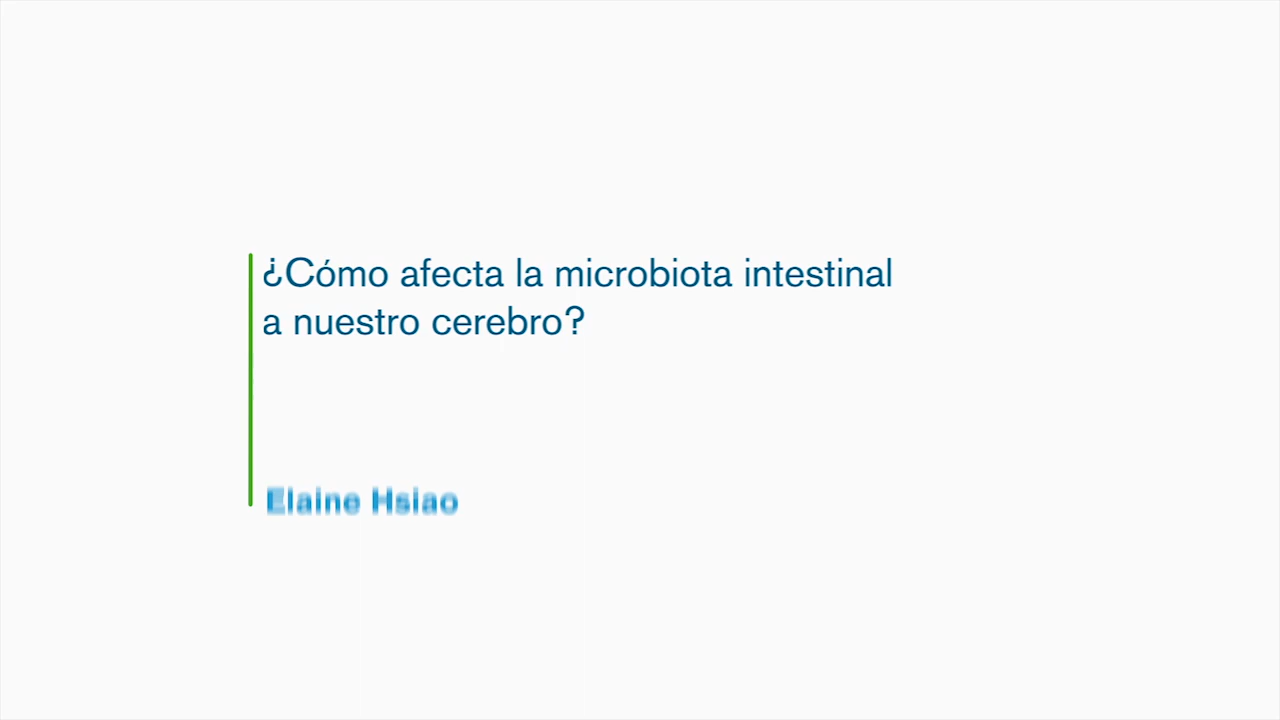 ¿Cómo afecta la microbiota intestinal
a nuestro cerebro?
Elaine Hsiao